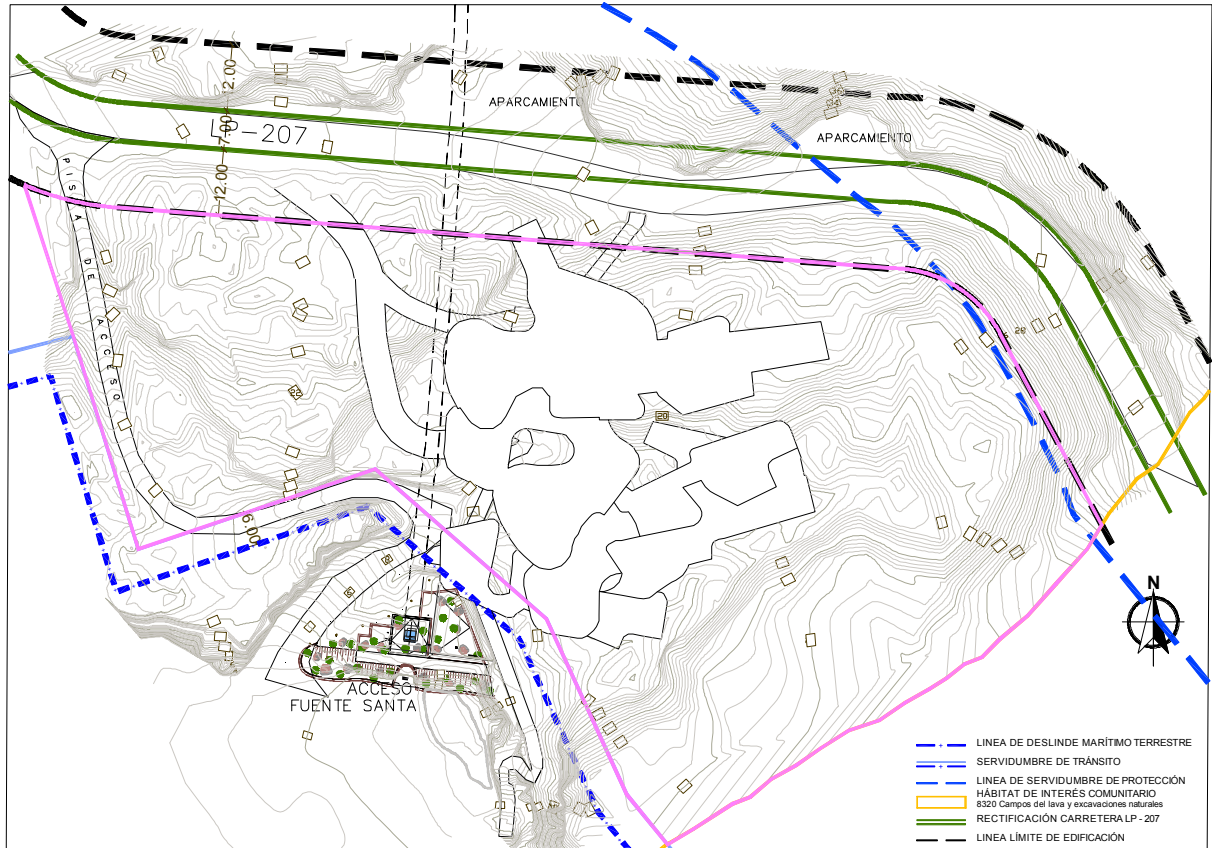 APARCAMIENTO
APARCAMIENTO
12.00
7.00
12.00
LP-207
PISTA DE ACCESO
20
22
20
6.00
ACCESO
FUENTE SANTA
N
LINEA DE DESLINDE MARÍTIMO TERRESTRE
SERVIDUMBRE DE TRÁNSITO
LINEA DE SERVIDUMBRE DE PROTECCIÓN
HÁBITAT DE INTERÉS COMUNITARIO
8320 Campos del lava y excavaciones naturales
RECTIFICACIÓN CARRETERA LP - 207
LINEA LÍMITE DE EDIFICACIÓN